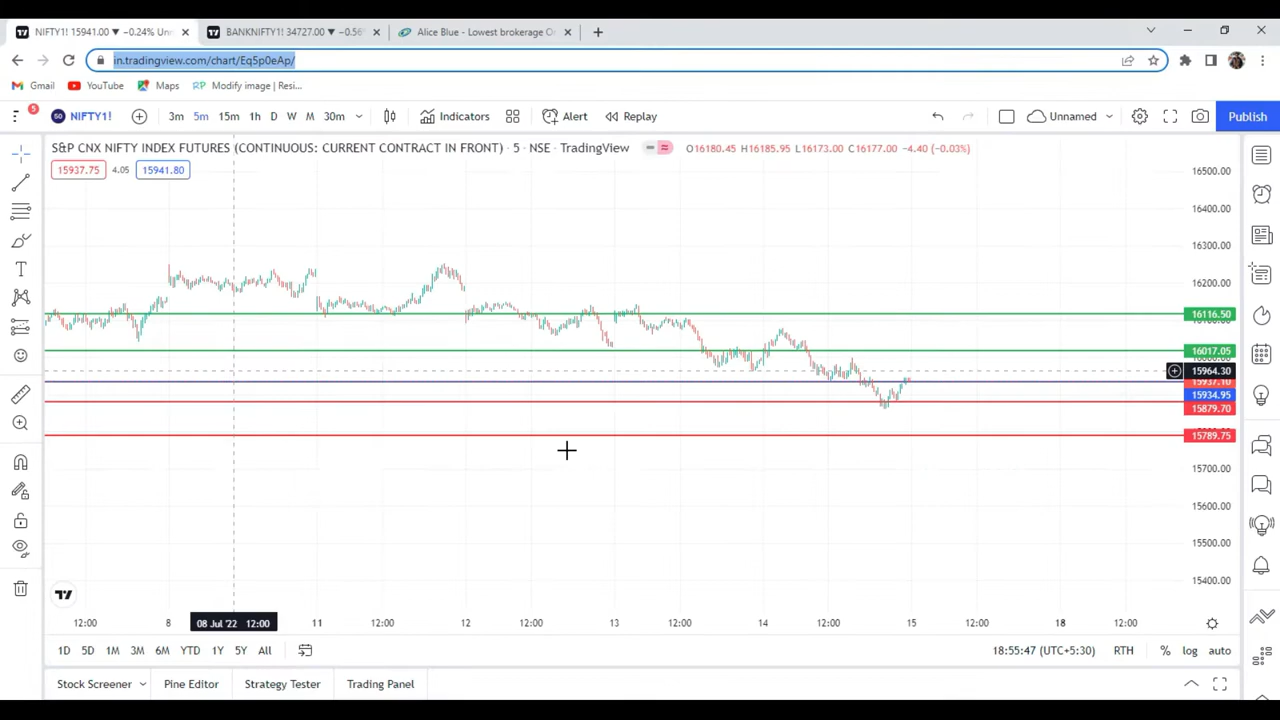 NIFTY1! 15941.00 ▼ −0.24% Unn
BANKNIFTY1! 34727.00 ▼ −0.56%
Alice Blue - Lowest brokerage O
in.tradingview.com/chart/Eq5p0eAp/
Gmail
YouTube
Maps
RP Modify image | Resi...
5
50 NIFTY1!
3m 5m 15m 1h D W M 30m
Indicators
Alert
Replay
Unnamed
Publish
S&P CNX NIFTY INDEX FUTURES (CONTINUOUS: CURRENT CONTRACT IN FRONT) · 5 · NSE · TradingView
O16180.45 H16185.95 L16173.00 C16177.00 −4.40 (−0.03%)
15937.75 4.05 15941.80
16500.00
16400.00
16300.00
16200.00
16116.50
16017.05
15964.30
15937.10
15934.95
15879.70
15789.75
15700.00
15600.00
15500.00
15400.00
12:00 8 08 Jul '22 12:00 11 12:00 12 12:00 13 12:00 14 12:00 15 12:00 18 12:00
1D 5D 1M 3M 6M YTD 1Y 5Y All
18:55:47 (UTC+5:30) RTH % log auto
Stock Screener
Pine Editor
Strategy Tester
Trading Panel